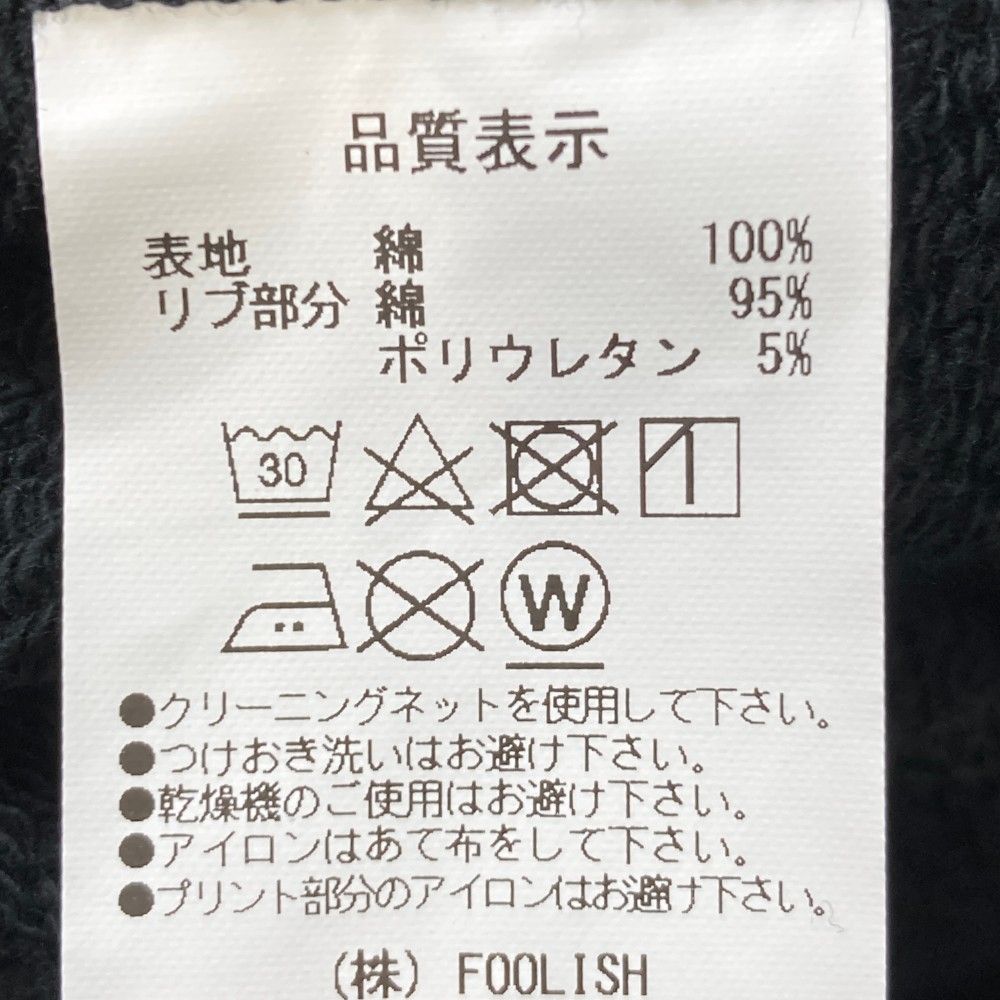 品質表示
表地 綿 100%
リブ部分 綿 95%
ポリウレタン 5%
30
W
●クリーニングネットを使用して下さい。
●つけおき洗いはお避け下さい。
●乾燥機のご使用はお避け下さい。
●アイロンはあて布をして下さい。
●プリント部分のアイロンはお避け下さい。
(株) FOOLISH